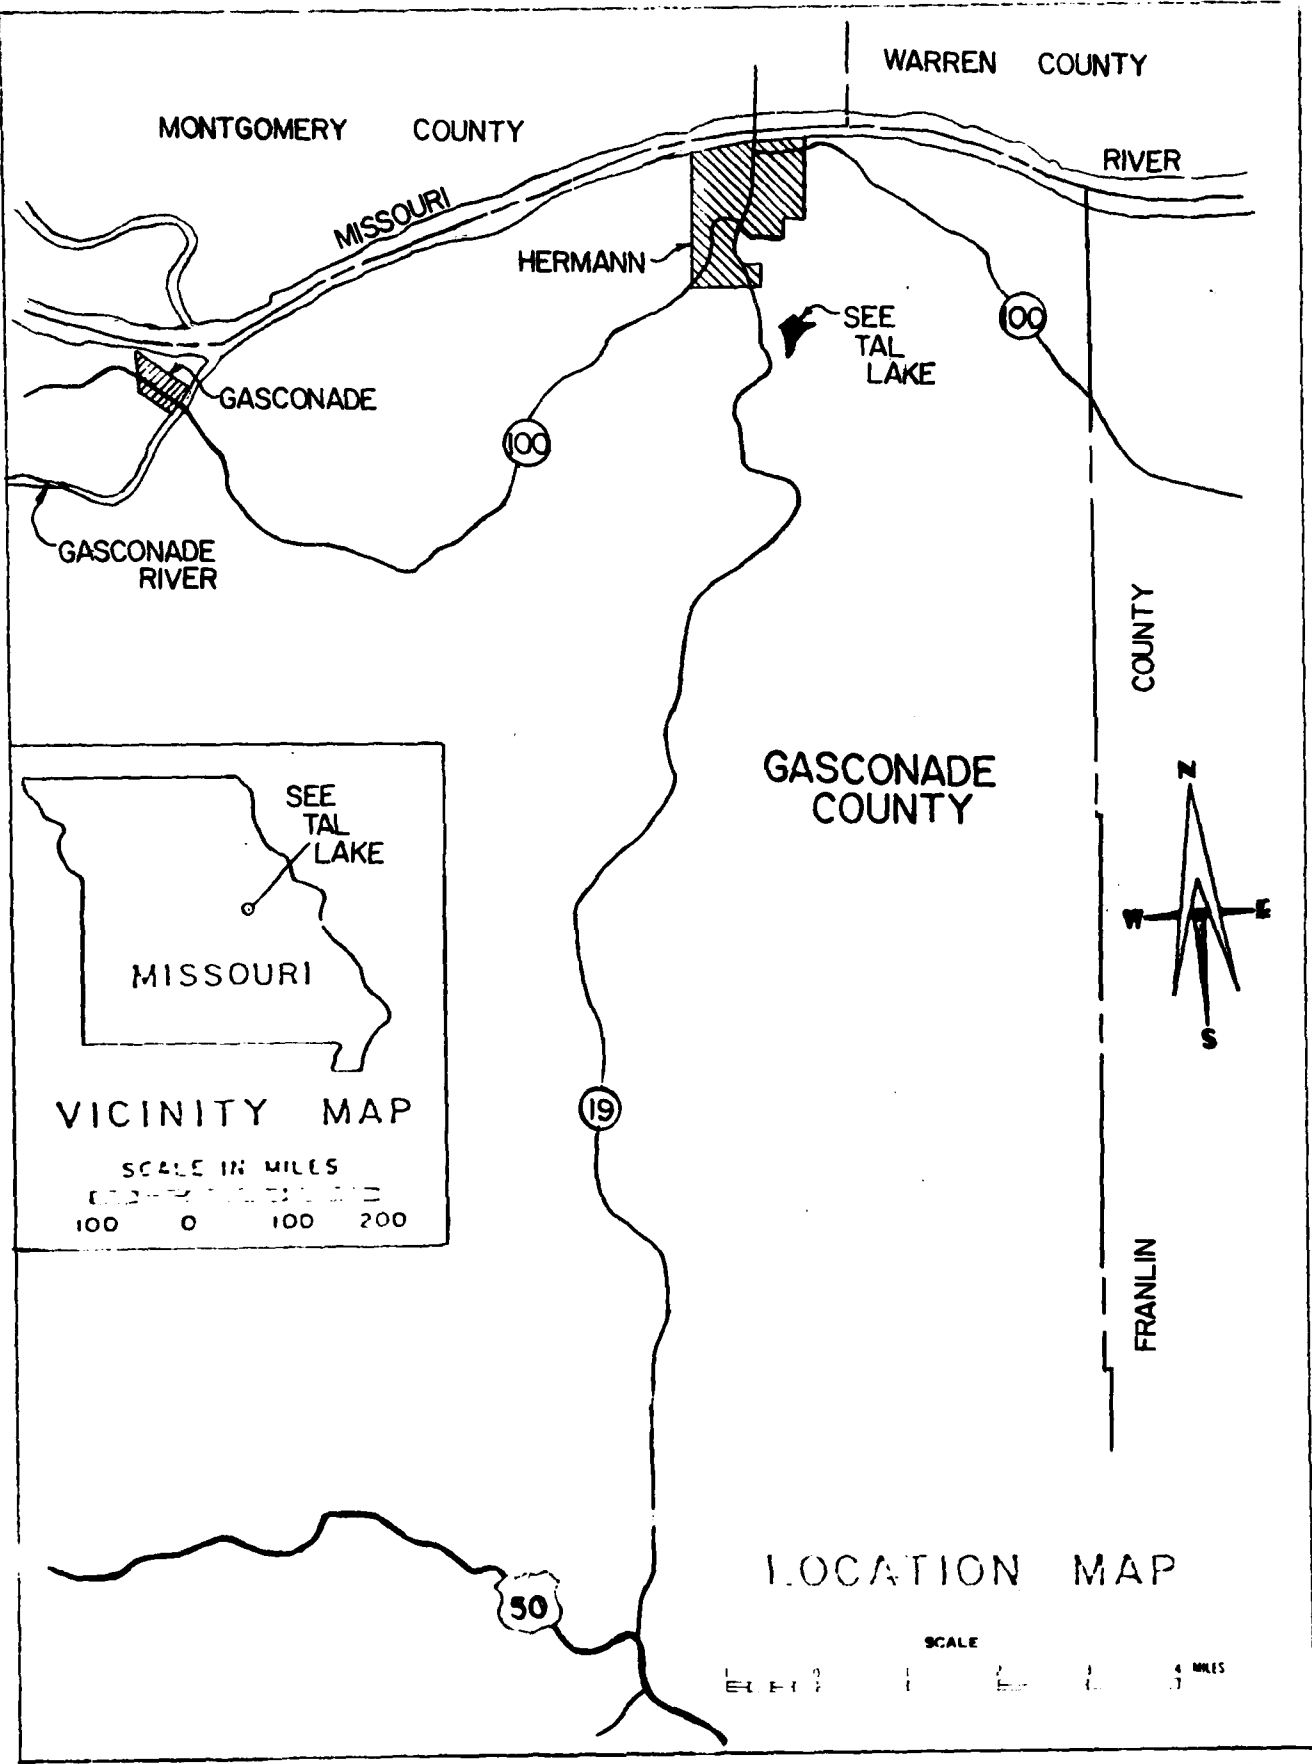 WARREN COUNTY
MONTGOMERY COUNTY
RIVER
MISSOURI
HERMANN
SEE
TAL
LAKE
100
GASCONADE
100
GASCONADE
RIVER
COUNTY
GASCONADE
COUNTY
N
W E
S
SEE
TAL
LAKE
MISSOURI
VICINITY MAP
SCALE IN MILES
100 0 100 200
19
FRANLIN
LOCATION MAP
50
SCALE
4 MILES